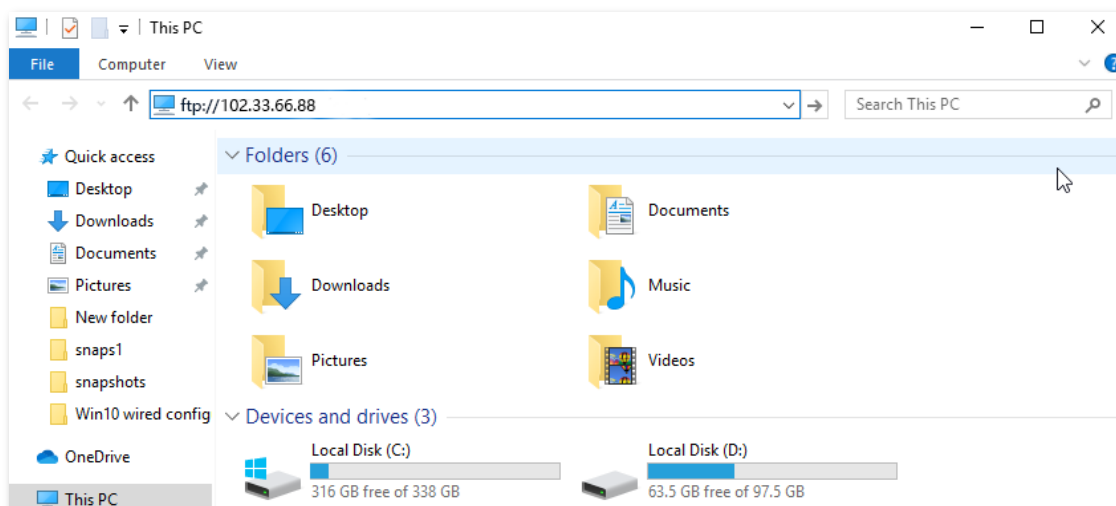 This PC
File Computer View
ftp://102.33.66.88 Search This PC
Quick access
Desktop
Downloads
Documents
Pictures
New folder
snaps1
snapshots
Win10 wired config
OneDrive
This PC
Folders (6)
Desktop Documents
Downloads Music
Pictures Videos
Devices and drives (3)
Local Disk (C:) Local Disk (D:)
316 GB free of 338 GB 63.5 GB free of 97.5 GB